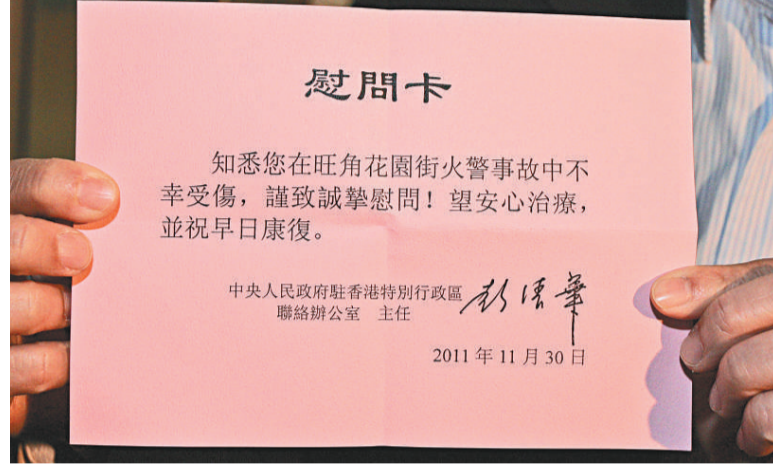 慰問卡
知悉您在旺角花園街火警事故中不
幸受傷，謹致誠摯慰問！望安心治療，
並祝早日康復。
中央人民政府駐香港特別行政區
聯絡辦公室　主任 彭清華
2011 年 11 月 30 日